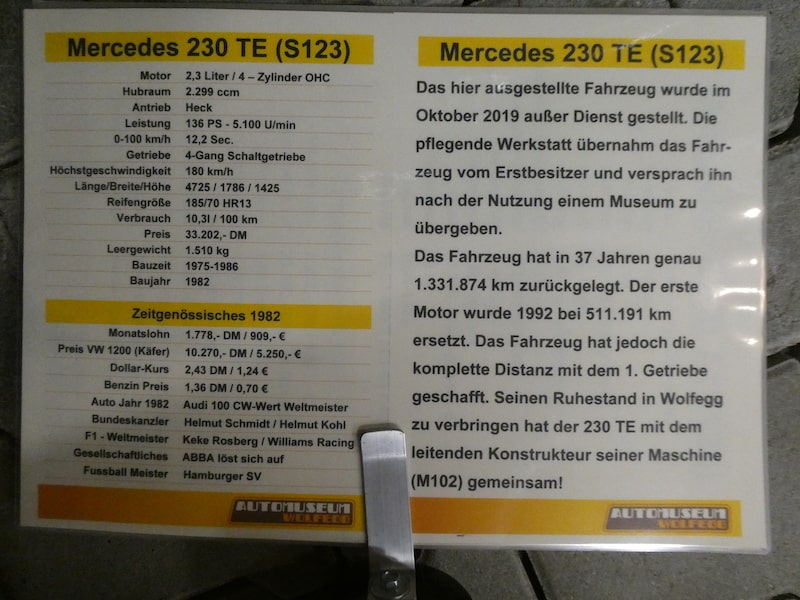 Mercedes 230 TE (S123)
Motor 2,3 Liter / 4 – Zylinder OHC
Hubraum 2.299 ccm
Antrieb Heck
Leistung 136 PS - 5.100 U/min
0-100 km/h 12,2 Sec.
Getriebe 4-Gang Schaltgetriebe
Höchstgeschwindigkeit 180 km/h
Länge/Breite/Höhe 4725 / 1786 / 1425
Reifengröße 185/70 HR13
Verbrauch 10,3l / 100 km
Preis 33.202,- DM
Leergewicht 1.510 kg
Bauzeit 1975-1986
Baujahr 1982
Zeitgenössisches 1982
Monatslohn 1.778,- DM / 909,- €
Preis VW 1200 (Käfer) 10.270,- DM / 5.250,- €
Dollar-Kurs 2,43 DM / 1,24 €
Benzin Preis 1,36 DM / 0,70 €
Auto Jahr 1982 Audi 100 CW-Wert Weltmeister
Bundeskanzler Helmut Schmidt / Helmut Kohl
F1 - Weltmeister Keke Rosberg / Williams Racing
Gesellschaftliches ABBA löst sich auf
Fussball Meister Hamburger SV
AUTOMUSEUM
WOLFEGG
Mercedes 230 TE (S123)
Das hier ausgestellte Fahrzeug wurde im
Oktober 2019 außer Dienst gestellt. Die
pflegende Werkstatt übernahm das Fahr-
zeug vom Erstbesitzer und versprach ihn
nach der Nutzung einem Museum zu
übergeben.
Das Fahrzeug hat in 37 Jahren genau
1.331.874 km zurückgelegt. Der erste
Motor wurde 1992 bei 511.191 km
ersetzt. Das Fahrzeug hat jedoch die
komplette Distanz mit dem 1. Getriebe
geschafft. Seinen Ruhestand in Wolfegg
zu verbringen hat der 230 TE mit dem
leitenden Konstrukteur seiner Maschine
(M102) gemeinsam!
AUTOMUSEUM
WOLFEGG